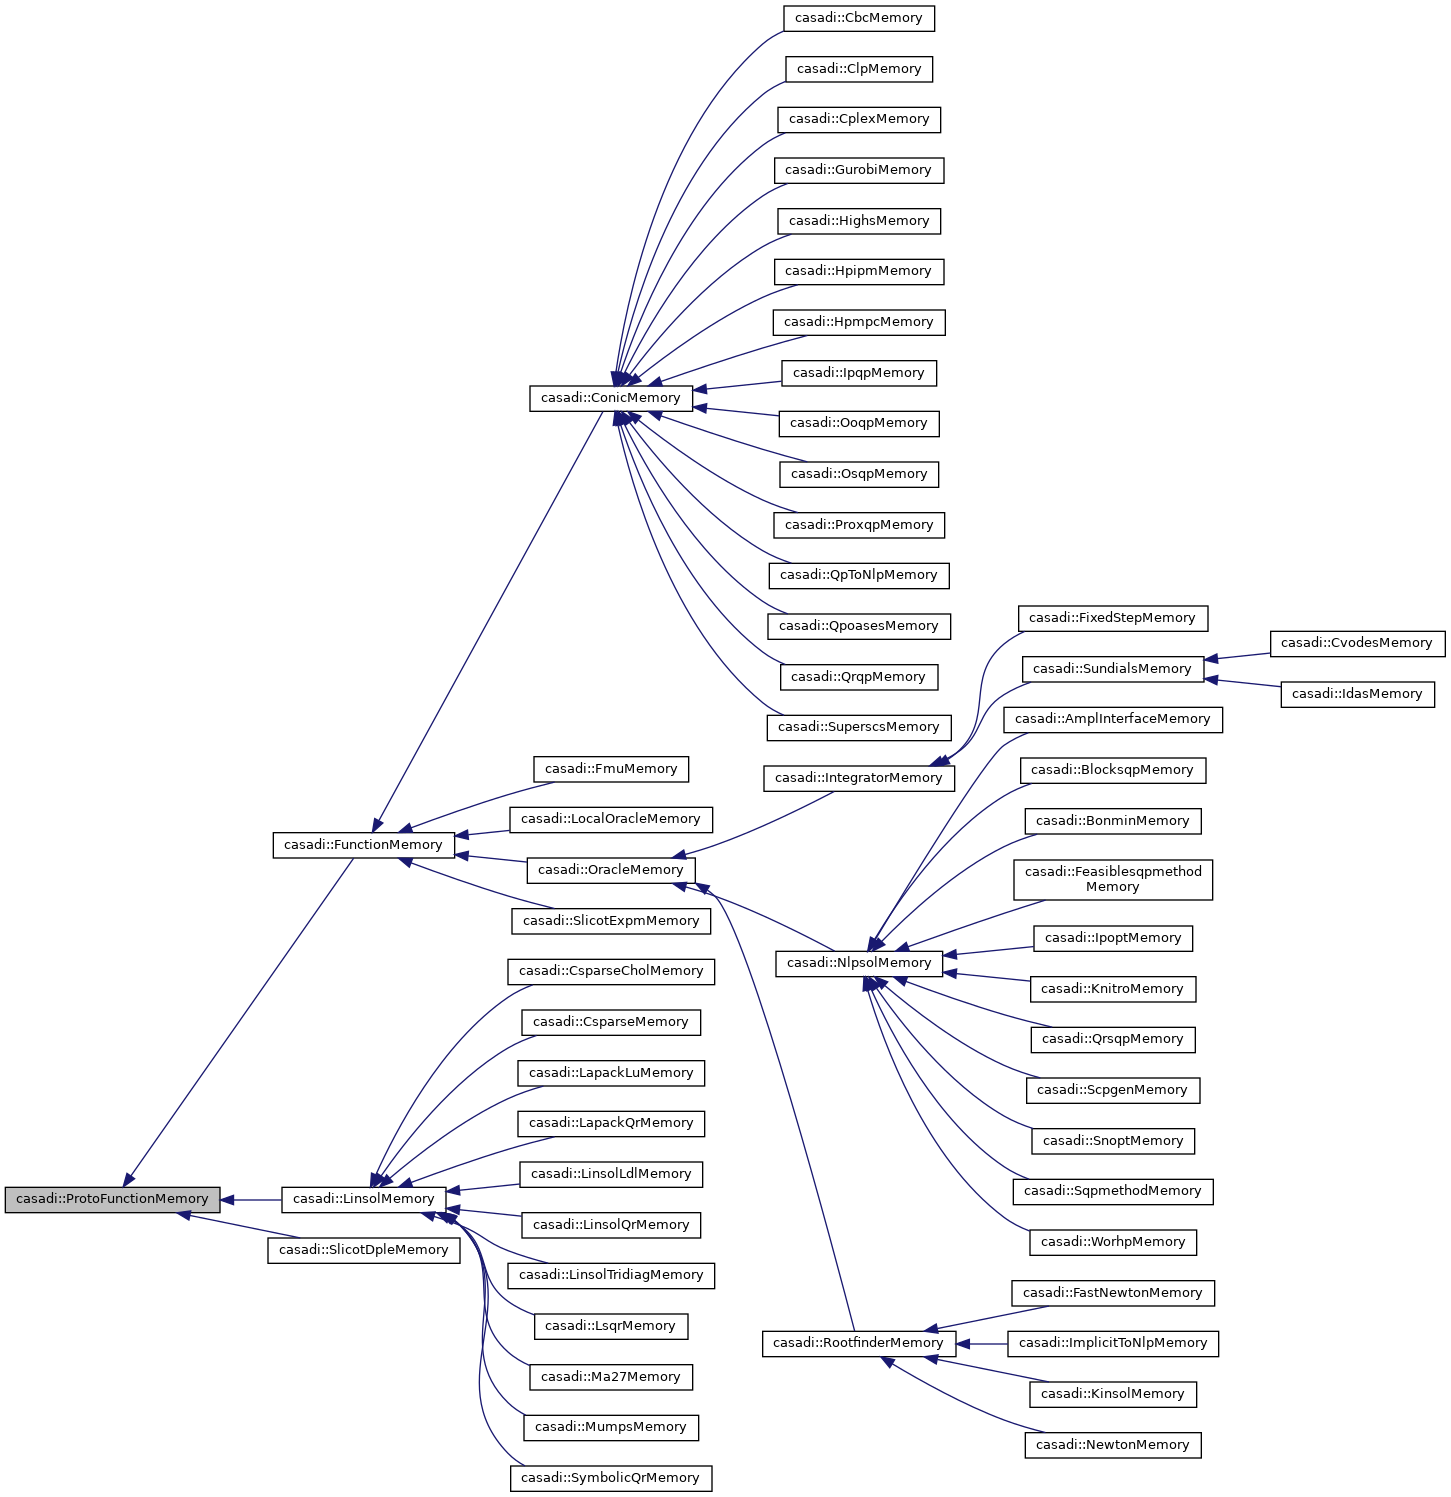 casadi::CbcMemory
casadi::ClpMemory
casadi::CplexMemory
casadi::GurobiMemory
casadi::HighsMemory
casadi::HpipmMemory
casadi::HpmpcMemory
casadi::IpqpMemory
casadi::ConicMemory
casadi::OoqpMemory
casadi::OsqpMemory
casadi::ProxqpMemory
casadi::QpToNlpMemory
casadi::QpoasesMemory
casadi::QrqpMemory
casadi::SuperscsMemory
casadi::FixedStepMemory
casadi::SundialsMemory
casadi::CvodesMemory
casadi::IdasMemory
casadi::AmplInterfaceMemory
casadi::FmuMemory
casadi::IntegratorMemory
casadi::BlocksqpMemory
casadi::LocalOracleMemory
casadi::BonminMemory
casadi::FunctionMemory
casadi::OracleMemory
casadi::Feasiblesqpmethod
Memory
casadi::SlicotExpmMemory
casadi::IpoptMemory
casadi::NlpsolMemory
casadi::CsparseCholMemory
casadi::KnitroMemory
casadi::CsparseMemory
casadi::QrsqpMemory
casadi::LapackLuMemory
casadi::ScpgenMemory
casadi::LapackQrMemory
casadi::SnoptMemory
casadi::LinsolLdlMemory
casadi::SqpmethodMemory
casadi::ProtoFunctionMemory
casadi::LinsolMemory
casadi::LinsolQrMemory
casadi::WorhpMemory
casadi::SlicotDpleMemory
casadi::LinsolTridiagMemory
casadi::FastNewtonMemory
casadi::LsqrMemory
casadi::RootfinderMemory
casadi::ImplicitToNlpMemory
casadi::Ma27Memory
casadi::KinsolMemory
casadi::MumpsMemory
casadi::NewtonMemory
casadi::SymbolicQrMemory